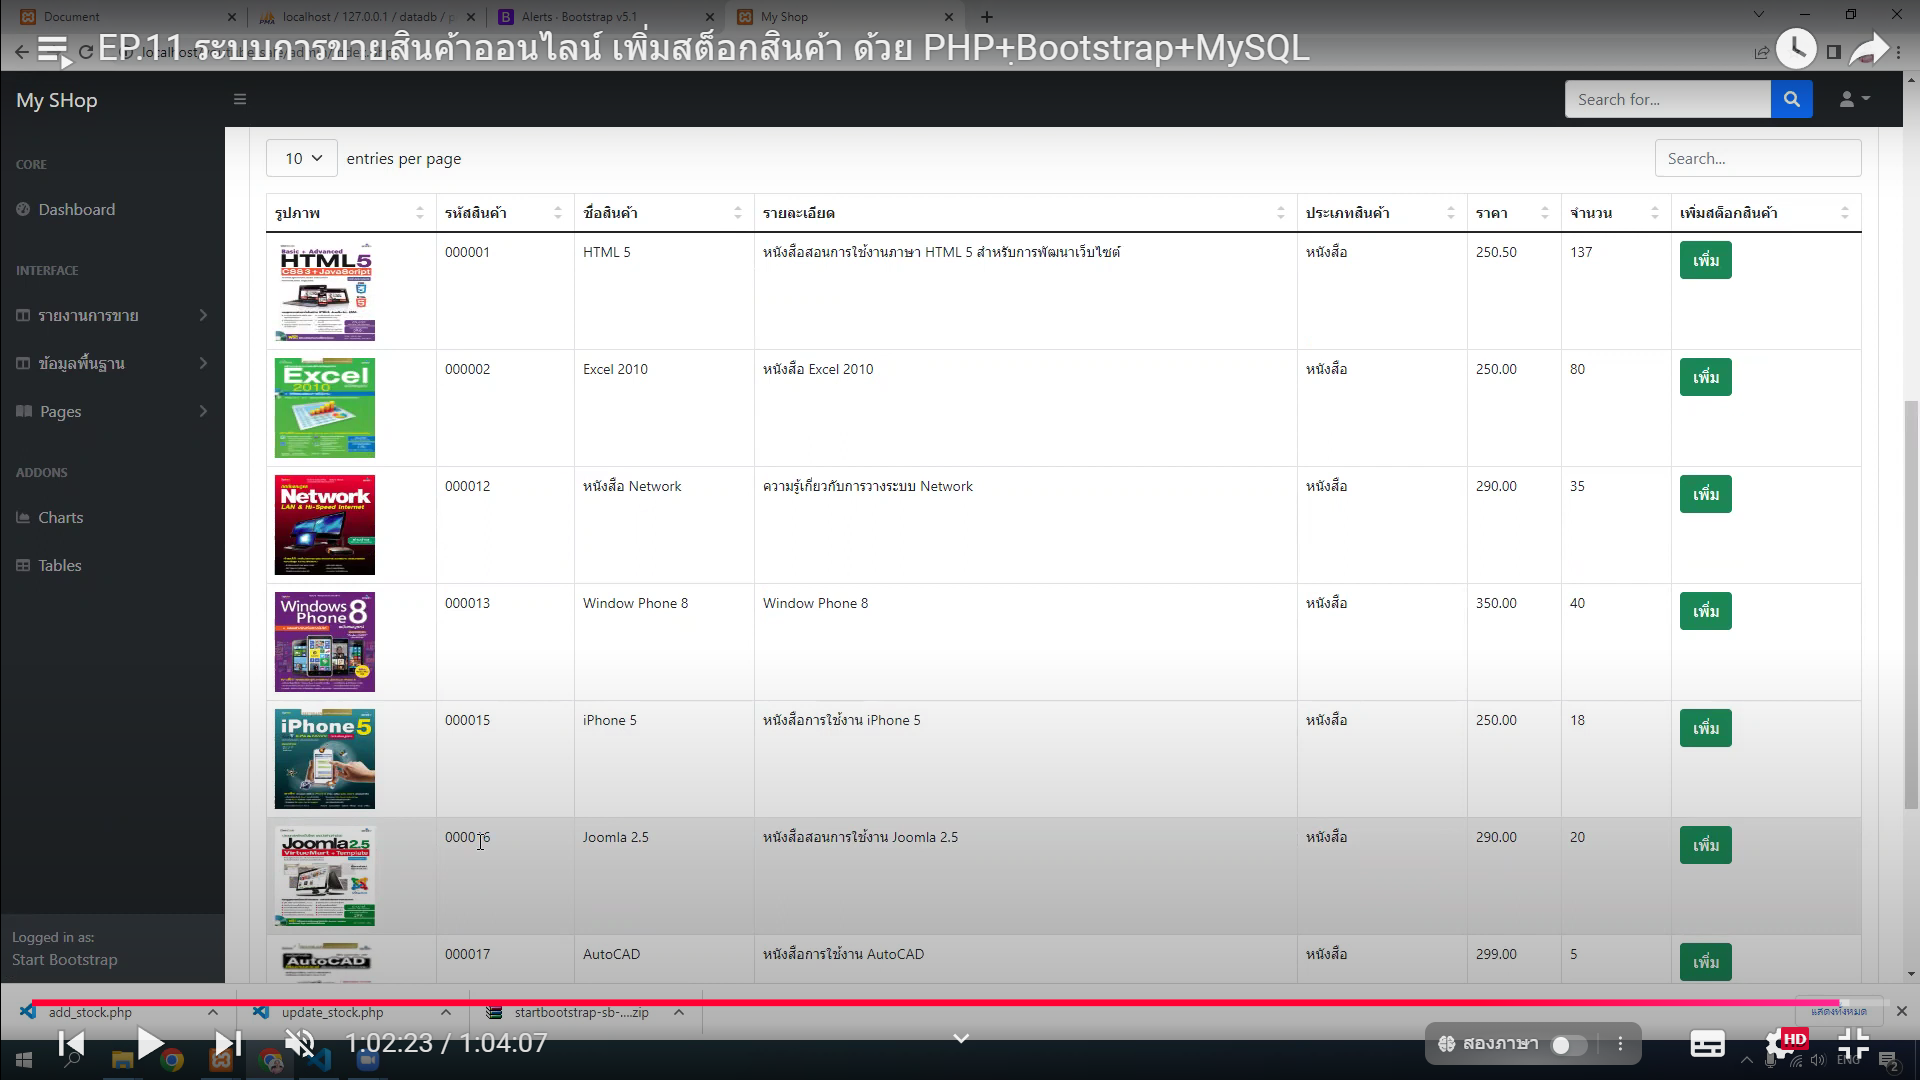 Document
localhost / 127.0.0.1 / datadb / p
Alerts · Bootstrap v5.1
My Shop
EP.11 ระบบการขายสินค้าออนไลน์ เพิ่มสต็อกสินค้า ด้วย PHP+Bootstrap+MySQL
My SHop
Search for...
CORE
Dashboard
INTERFACE
รายงานการขาย
ข้อมูลพื้นฐาน
Pages
ADDONS
Charts
Tables
Logged in as:
Start Bootstrap
10 entries per page
Search...
รูปภาพ รหัสสินค้า ชื่อสินค้า รายละเอียด ประเภทสินค้า ราคา จำนวน เพิ่มสต็อกสินค้า
Basic + Advanced
HTML5
CSS3 + JavaScript
000001 HTML 5 หนังสือสอนการใช้งานภาษา HTML 5 สำหรับการพัฒนาเว็บไซต์ หนังสือ 250.50 137 เพิ่ม
Excel
2010
000002 Excel 2010 หนังสือ Excel 2010 หนังสือ 250.00 80 เพิ่ม
Network
LAN & Hi-Speed Internet
000012 หนังสือ Network ความรู้เกี่ยวกับการวางระบบ Network หนังสือ 290.00 35 เพิ่ม
Windows
Phone 8
000013 Window Phone 8 Window Phone 8 หนังสือ 350.00 40 เพิ่ม
iPhone 5
000015 iPhone 5 หนังสือการใช้งาน iPhone 5 หนังสือ 250.00 18 เพิ่ม
Joomla 2.5
VirtueMart + Template
000016 Joomla 2.5 หนังสือสอนการใช้งาน Joomla 2.5 หนังสือ 290.00 20 เพิ่ม
AutoCAD
000017 AutoCAD หนังสือการใช้งาน AutoCAD หนังสือ 299.00 5 เพิ่ม
add_stock.php
update_stock.php
startbootstrap-sb-....zip
แสดงทั้งหมด
1:02:23 / 1:04:07
สองภาษา
HD
ENG
2